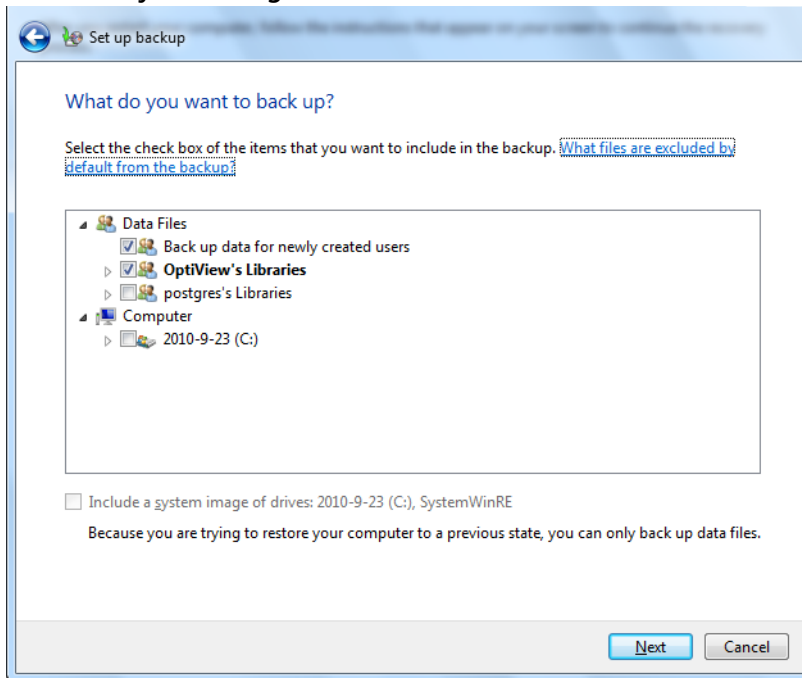 Set up backup
What do you want to back up?
Select the check box of the items that you want to include in the backup. What files are excluded by
default from the backup?
Data Files
Back up data for newly created users
OptiView's Libraries
postgres's Libraries
Computer
2010-9-23 (C:)
Include a system image of drives: 2010-9-23 (C:), SystemWinRE
Because you are trying to restore your computer to a previous state, you can only back up data files.
Next Cancel